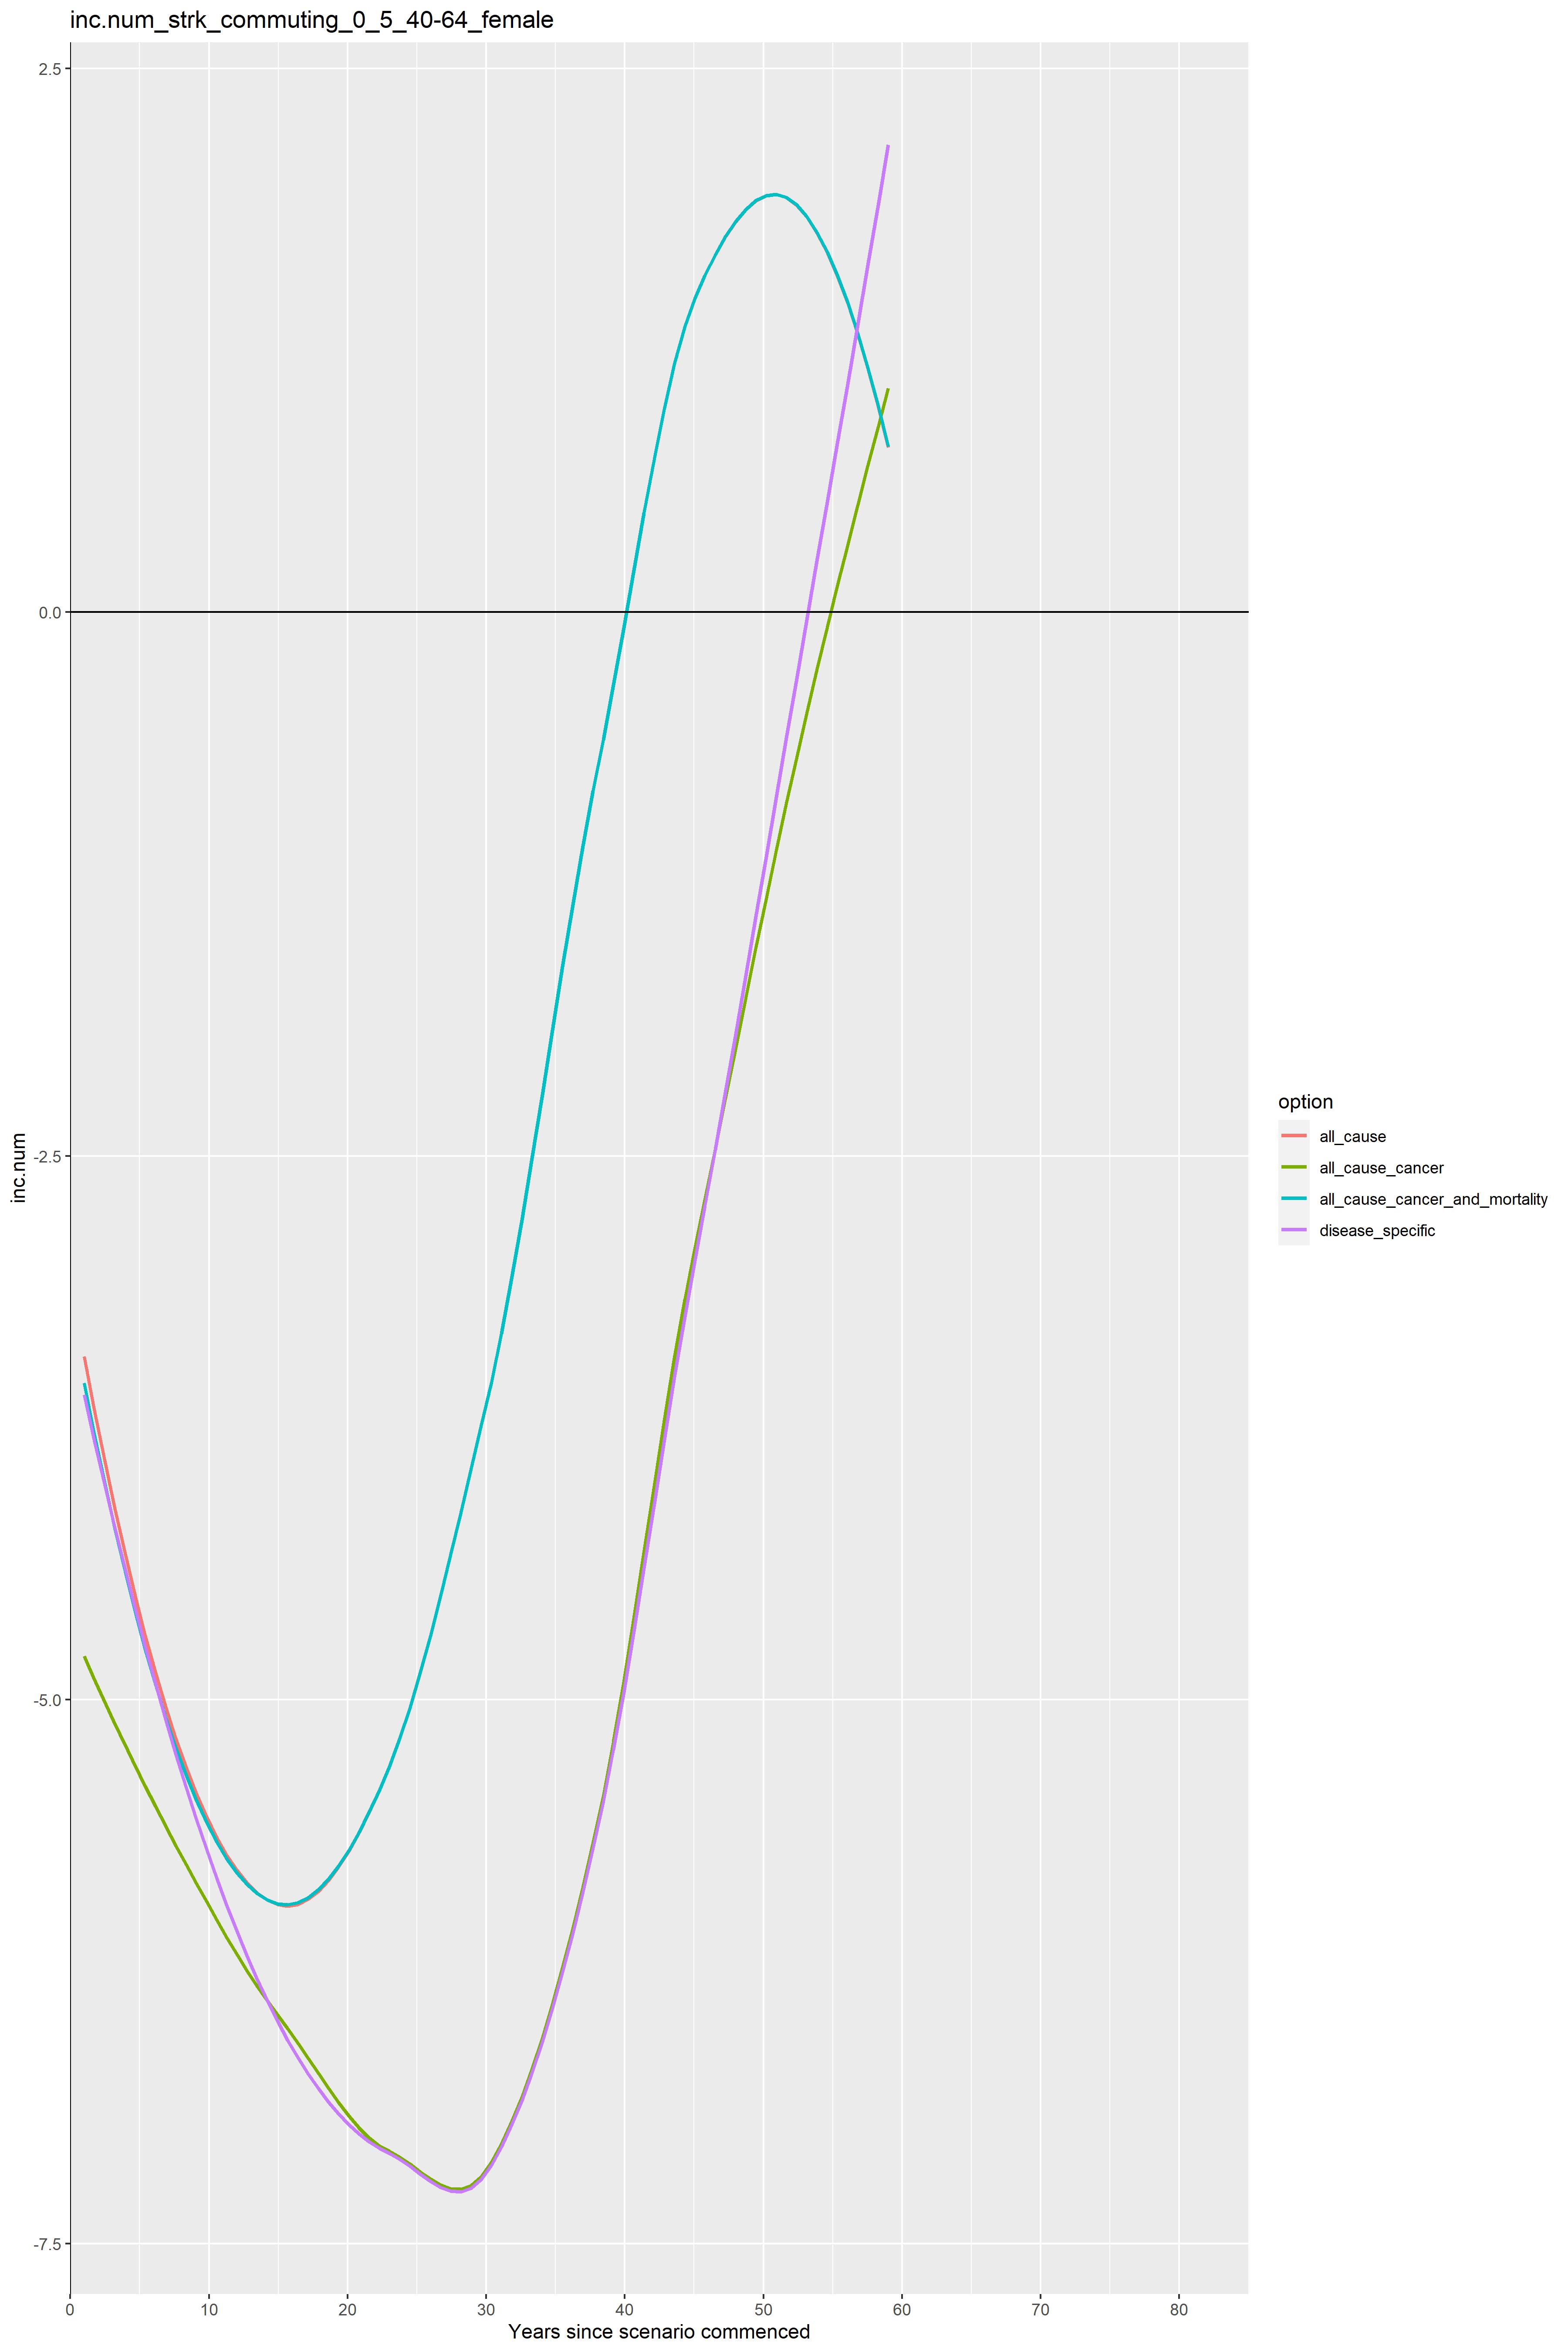 inc.num_strk_commuting_0_5_40-64_female
2.5
0.0
-2.5
-5.0
-7.5
inc.num
0 10 20 30 40 50 60 70 80
Years since scenario commenced
option
all_cause
all_cause_cancer
all_cause_cancer_and_mortality
disease_specific